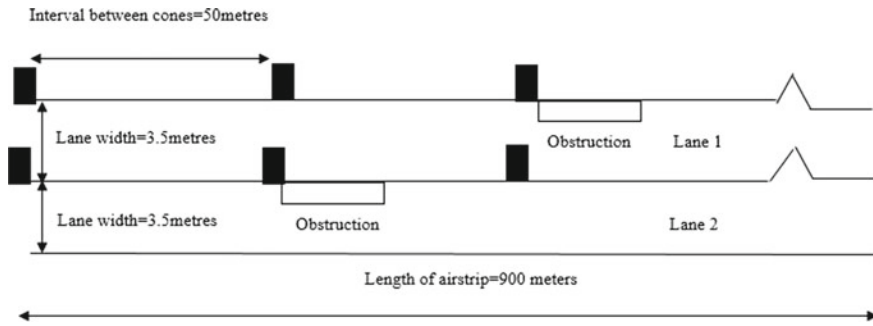 Interval between cones=50metres
Lane width=3.5metres
Obstruction
Lane 1
Lane width=3.5metres
Obstruction
Lane 2
Length of airstrip=900 meters